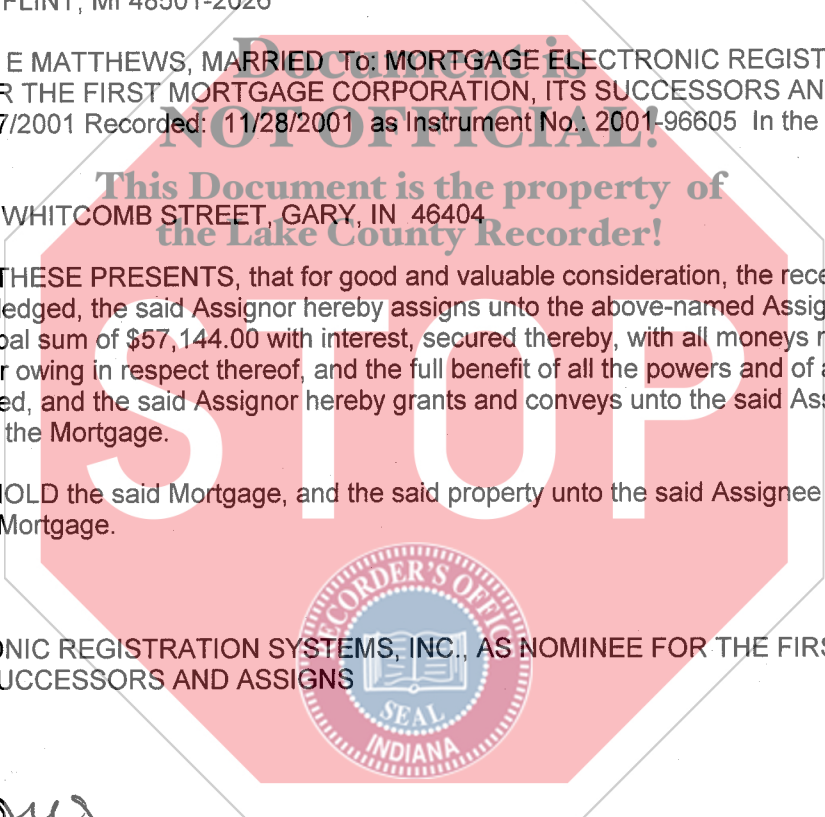 FLINT, MI 48501-2026
E MATTHEWS, MARRIED To: MORTGAGE ELECTRONIC REGIST
R THE FIRST MORTGAGE CORPORATION, ITS SUCCESSORS AN
7/2001 Recorded: 11/28/2001 as Instrument No.: 2001-96605 In the
Document is
NOT OFFICIAL!
This Document is the property of
the Lake County Recorder!
WHITCOMB STREET, GARY, IN 46404
THESE PRESENTS, that for good and valuable consideration, the rece
ledged, the said Assignor hereby assigns unto the above-named Assig
pal sum of $57,144.00 with interest, secured thereby, with all moneys
r owing in respect thereof, and the full benefit of all the powers and of
ed, and the said Assignor hereby grants and conveys unto the said Ass
the Mortgage.
STOP
HOLD the said Mortgage, and the said property unto the said Assignee
Mortgage.
RECORDER'S OFFICE
SEAL
INDIANA
ONIC REGISTRATION SYSTEMS, INC., AS NOMINEE FOR THE FIRS
UCCESSORS AND ASSIGNS